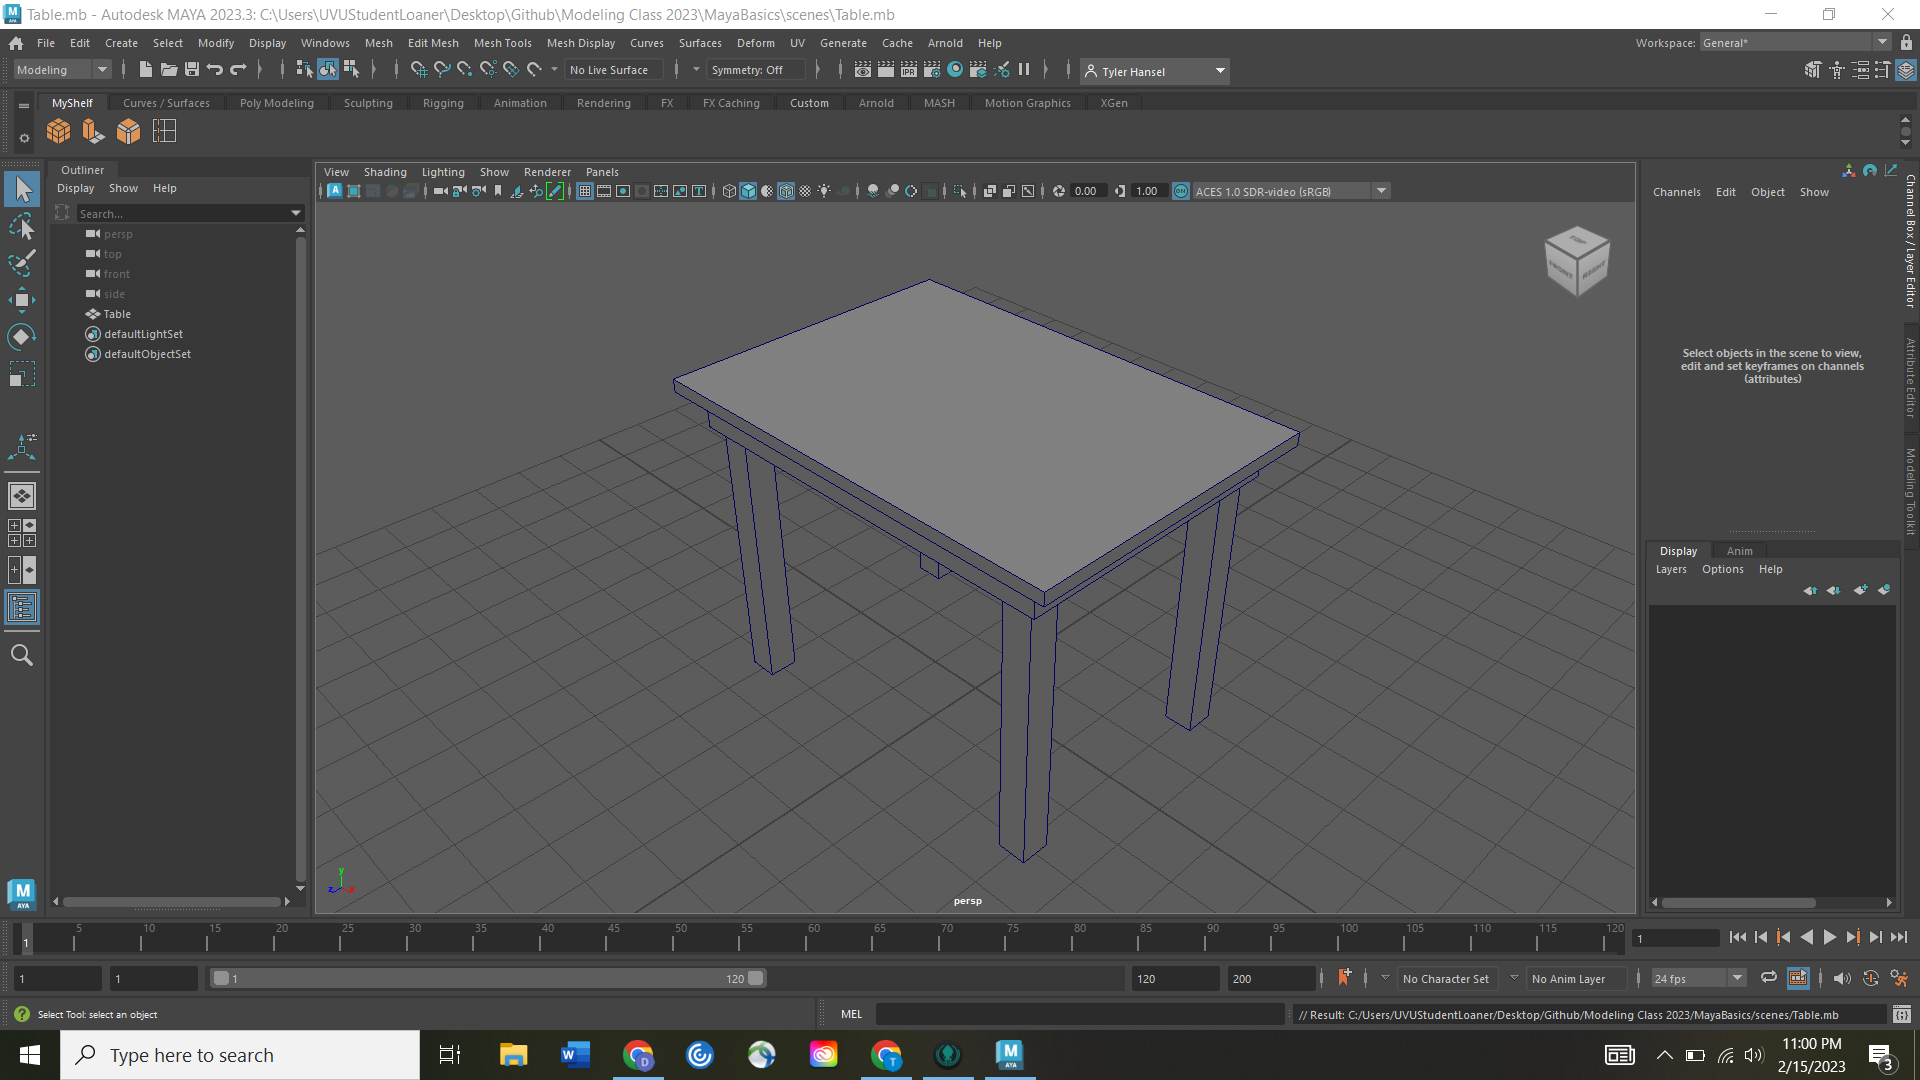 Table.mb - Autodesk MAYA 2023.3: C:\Users\UVUStudentLoaner\Desktop\Github\Modeling Class 2023\MayaBasics\scenes\Table.mb
File Edit Create Select Modify Display Windows Mesh Edit Mesh Mesh Tools Mesh Display Curves Surfaces Deform UV Generate Cache Arnold Help
Workspace: General*
Modeling
No Live Surface
Symmetry: Off
IPR
Tyler Hansel
MyShelf Curves / Surfaces Poly Modeling Sculpting Rigging Animation Rendering FX FX Caching Custom Arnold MASH Motion Graphics XGen
Outliner
Display Show Help
Search...
persp
top
front
side
Table
defaultLightSet
defaultObjectSet
View Shading Lighting Show Renderer Panels
0.00
1.00
ON
ACES 1.0 SDR-video (sRGB)
TOP
FRONT
RIGHT
y
z
x
persp
Channels Edit Object Show
Select objects in the scene to view,
edit and set keyframes on channels
(attributes)
Channel Box / Layer Editor
Attribute Editor
Modeling Toolkit
Display Anim
Layers Options Help
M
AYA
1 5 10 15 20 25 30 35 40 45 50 55 60 65 70 75 80 85 90 95 100 105 110 115 120
1
1
1
1
120
120
200
No Character Set
No Anim Layer
24 fps
Select Tool: select an object
MEL
// Result: C:/Users/UVUStudentLoaner/Desktop/Github/Modeling Class 2023/MayaBasics/scenes/Table.mb
Type here to search
W
D
T
M
AYA
11:00 PM
2/15/2023
3